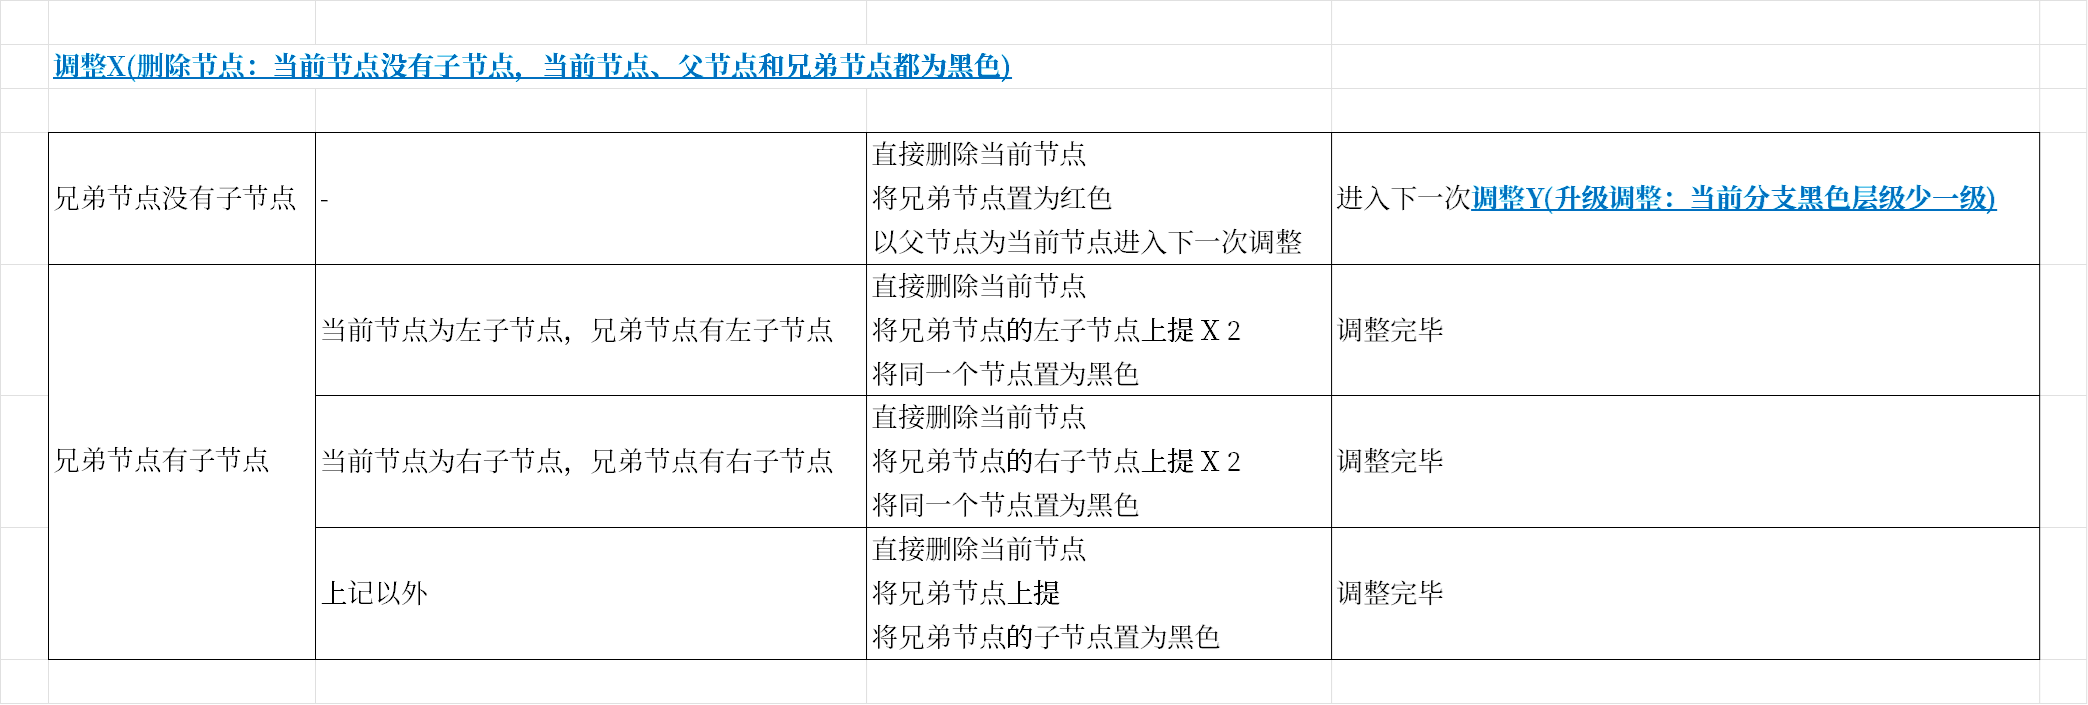 调整X(删除节点：当前节点没有子节点，当前节点、父节点和兄弟节点都为黑色)
兄弟节点没有子节点
-
直接删除当前节点
将兄弟节点置为红色
以父节点为当前节点进入下一次调整
进入下一次调整Y(升级调整：当前分支黑色层级少一级)
兄弟节点有子节点
当前节点为左子节点，兄弟节点有左子节点
直接删除当前节点
将兄弟节点的左子节点上提 X 2
将同一个节点置为黑色
调整完毕
当前节点为右子节点，兄弟节点有右子节点
直接删除当前节点
将兄弟节点的右子节点上提 X 2
将同一个节点置为黑色
调整完毕
上记以外
直接删除当前节点
将兄弟节点上提
将兄弟节点的子节点置为黑色
调整完毕